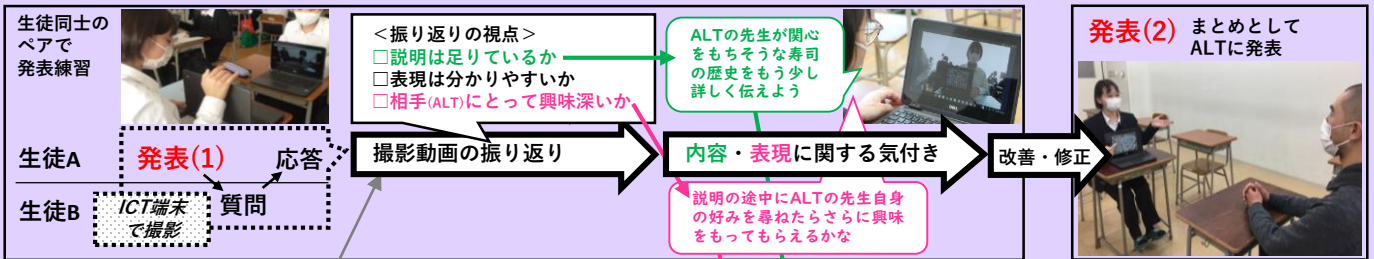 生徒同士の
ペアで
発表練習
<振り返りの視点>
□説明は足りているか
□表現は分かりやすいか
□相手(ALT)にとって興味深いか
ALTの先生が関心
をもちそうな寿司
の歴史をもう少し
詳しく伝えよう
発表(2) まとめとして
ALTに発表
生徒A 発表(1) 応答
撮影動画の振り返り
内容・表現に関する気付き
改善・修正
生徒B ICT端末
で撮影
質問
説明の途中にALTの先生自身
の好みを尋ねたらさらに興味
をもってもらえるかな
DELL